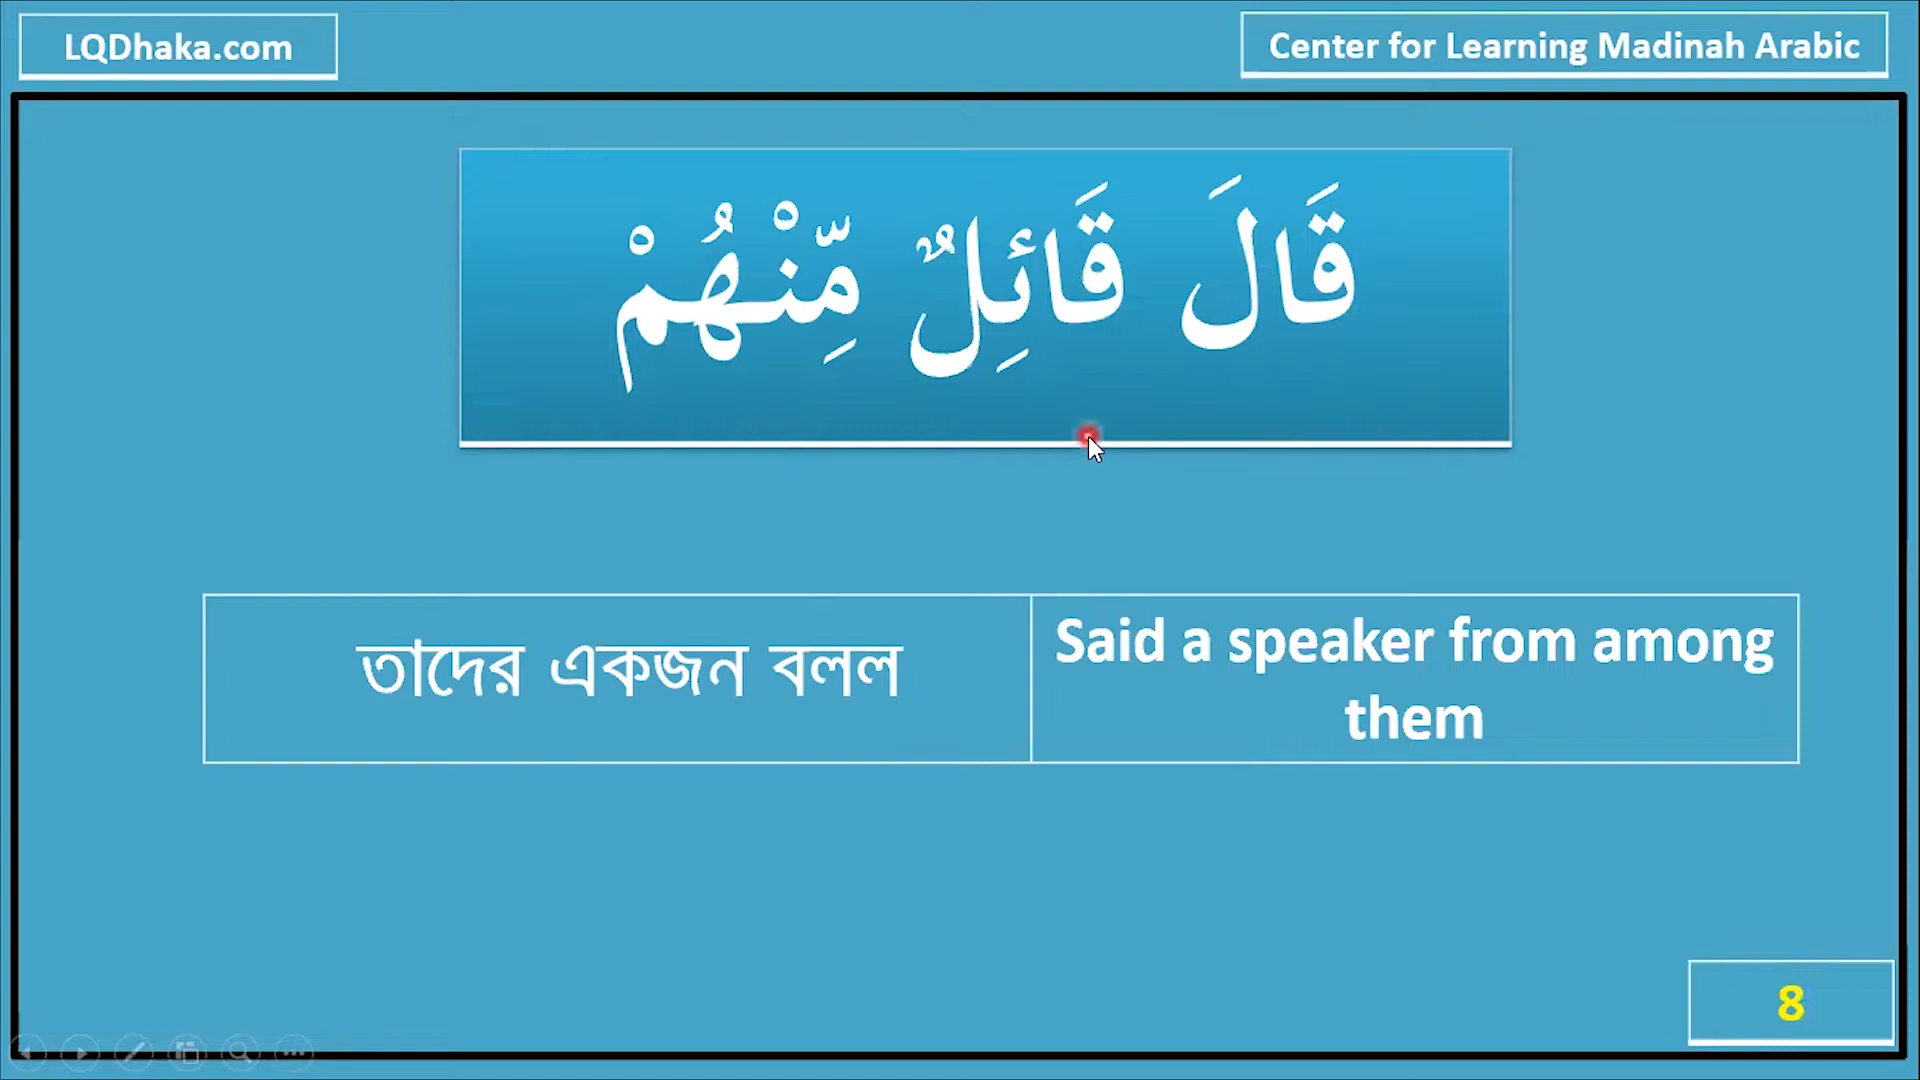 LQDhaka.com
Center for Learning Madinah Arabic
قَالَ قَائِلٌ مِّنْهُمْ
তাদের একজন বলল
Said a speaker from among
them
8